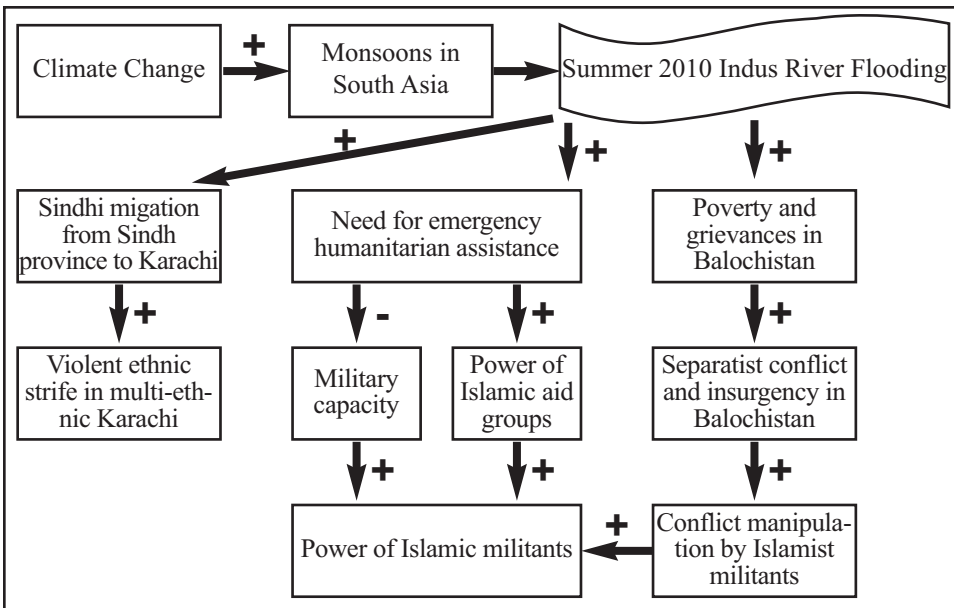 Climate Change
+
Monsoons in
South Asia
Summer 2010 Indus River Flooding
+
+
+
Sindhi migation
from Sindh
province to Karachi
Need for emergency
humanitarian assistance
Poverty and
grievances in
Balochistan
+
-
+
+
Violent ethnic
strife in multi-eth-
nic Karachi
Military
capacity
Power of
Islamic aid
groups
Separatist conflict
and insurgency in
Balochistan
+
+
+
Power of Islamic militants
+
Conflict manipula-
tion by Islamist
militants